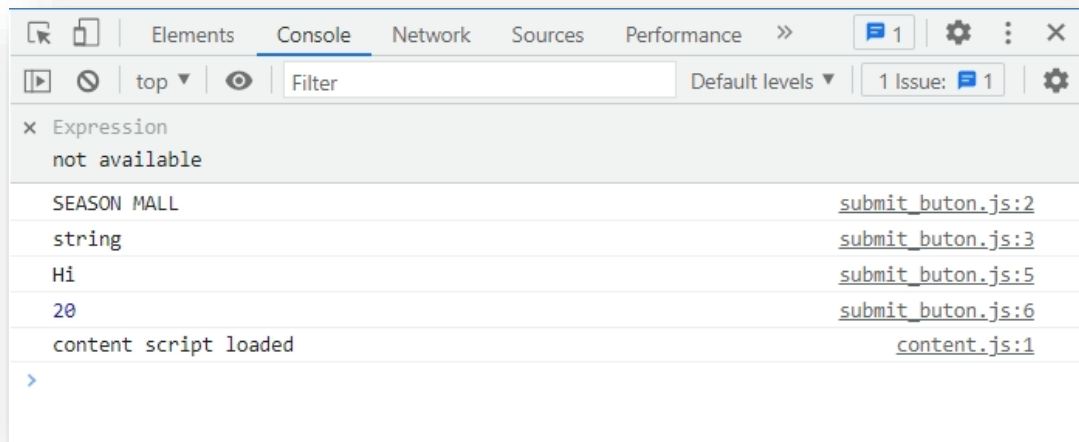 Elements Console Network Sources Performance » 1
top ▼ Filter Default levels ▼ 1 Issue: 1
× Expression
not available
SEASON MALL submit_buton.js:2
string submit_buton.js:3
Hi submit_buton.js:5
20 submit_buton.js:6
content script loaded content.js:1
>